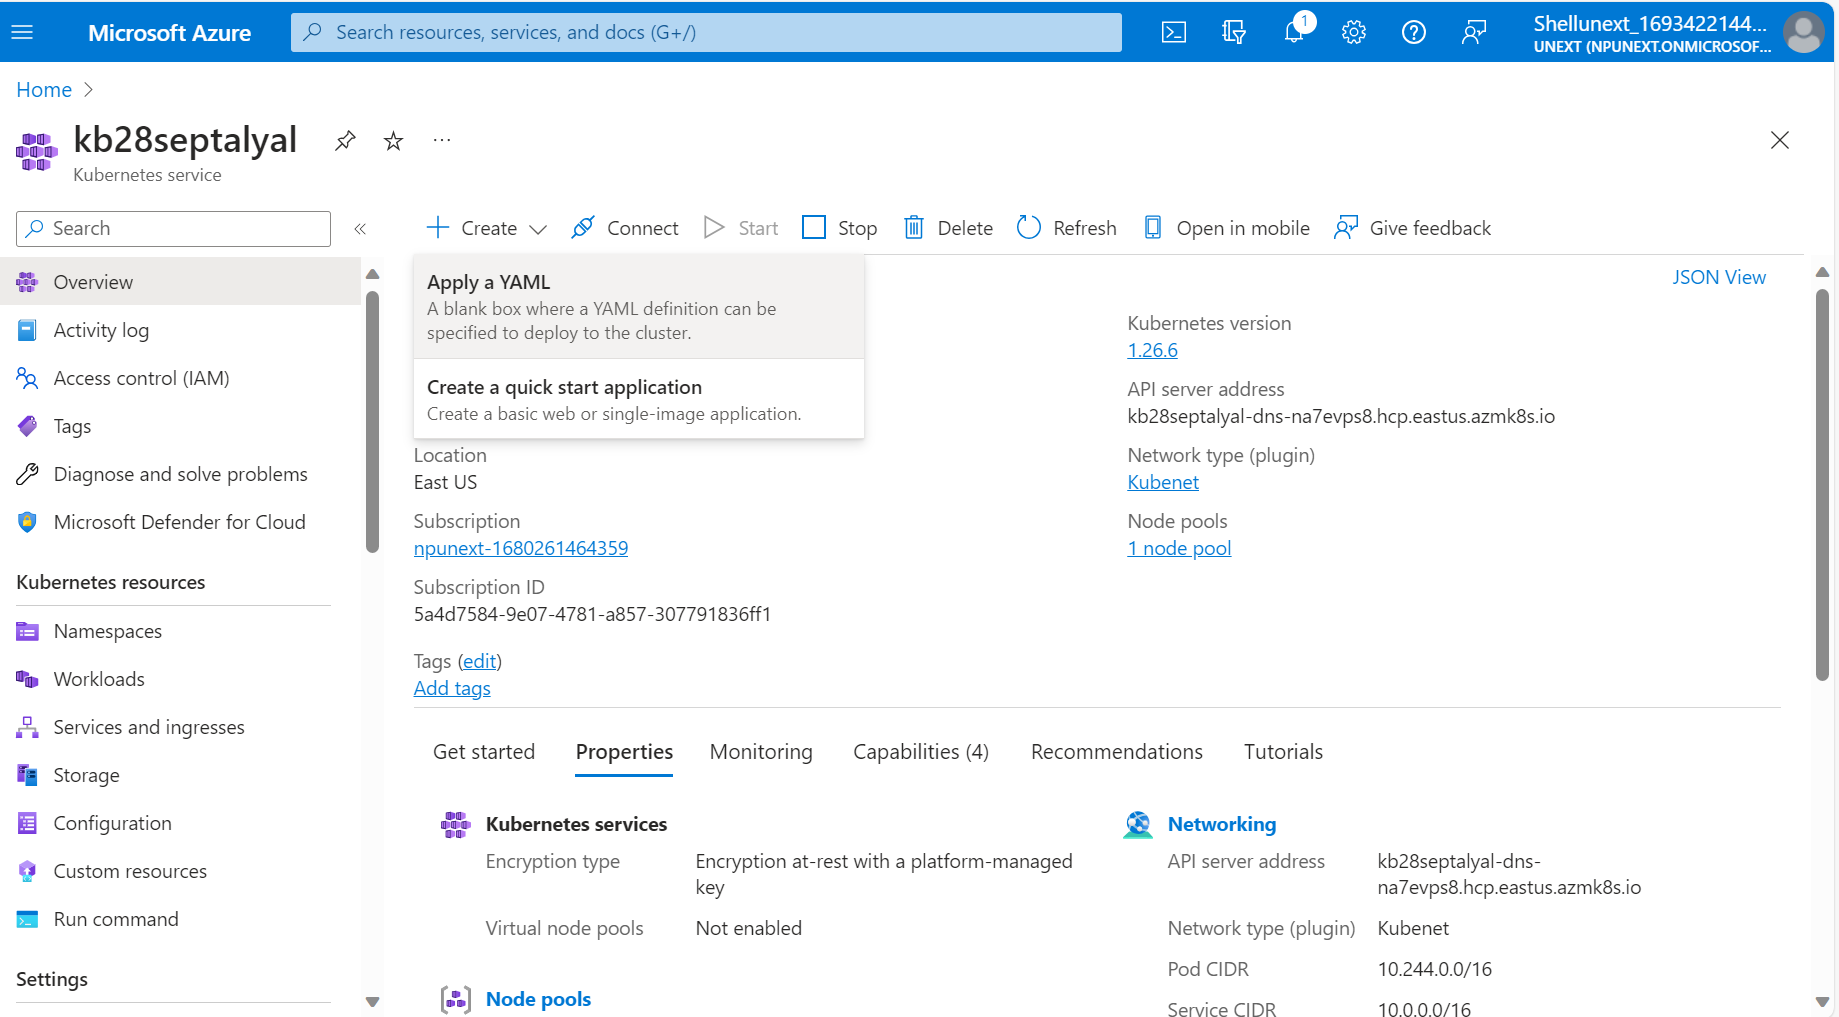 Microsoft Azure
Search resources, services, and docs (G+/)
1
Shellunext_1693422144...
UNEXT (NPUNEXT.ONMICROSOF...
Home
kb28septalyal
...
Kubernetes service
Search
«
Create
Connect
Start
Stop
Delete
Refresh
Open in mobile
Give feedback
Overview
Activity log
Access control (IAM)
Tags
Diagnose and solve problems
Microsoft Defender for Cloud
Kubernetes resources
Namespaces
Workloads
Services and ingresses
Storage
Configuration
Custom resources
Run command
Settings
Apply a YAML
A blank box where a YAML definition can be
specified to deploy to the cluster.
Create a quick start application
Create a basic web or single-image application.
JSON View
Location
East US
Subscription
npunext-1680261464359
Subscription ID
5a4d7584-9e07-4781-a857-307791836ff1
Tags (edit)
Add tags
Kubernetes version
1.26.6
API server address
kb28septalyal-dns-na7evps8.hcp.eastus.azmk8s.io
Network type (plugin)
Kubenet
Node pools
1 node pool
Get started
Properties
Monitoring
Capabilities (4)
Recommendations
Tutorials
Kubernetes services
Encryption type
Encryption at-rest with a platform-managed
key
Virtual node pools
Not enabled
Node pools
Networking
API server address
kb28septalyal-dns-
na7evps8.hcp.eastus.azmk8s.io
Network type (plugin)
Kubenet
Pod CIDR
10.244.0.0/16
Service CIDR
10.0.0.0/16